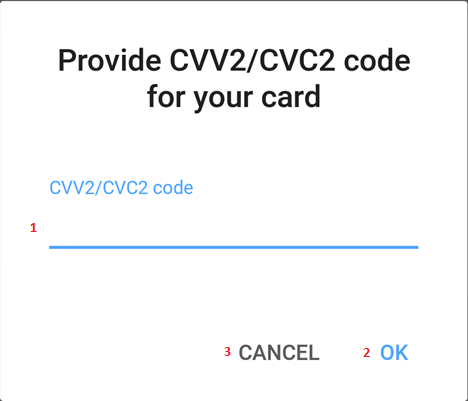 Provide CVV2/CVC2 code
for your card
CVV2/CVC2 code
1
3 CANCEL 2 OK